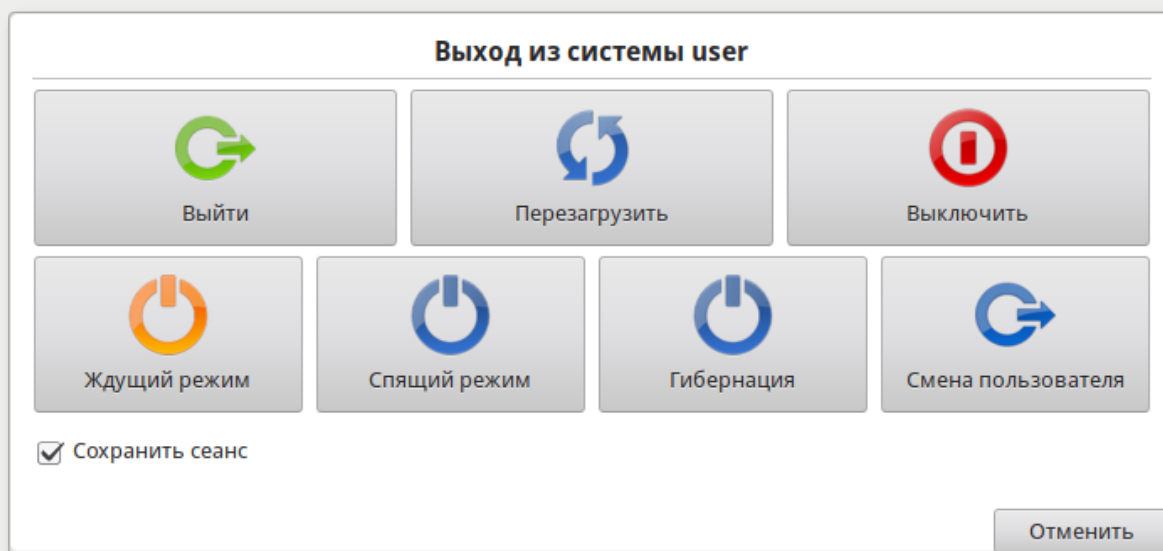 Выход из системы user
Выйти
Перезагрузить
Выключить
Ждущий режим
Спящий режим
Гибернация
Смена пользователя
Сохранить сеанс
Отменить